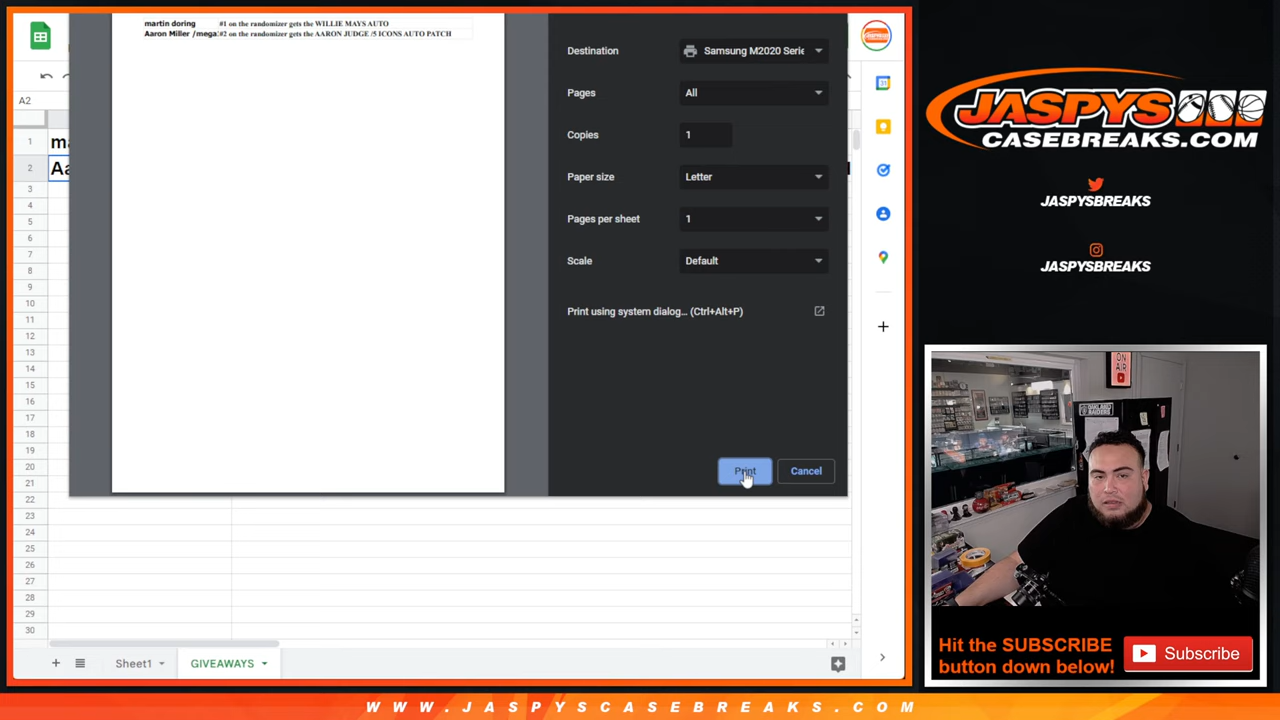 martin doring #1 on the randomizer gets the WILLIE MAYS AUTO
Aaron Miller /mega #2 on the randomizer gets the AARON JUDGE /5 ICONS AUTO PATCH
Destination Samsung M2020 Serie
Pages All
Copies 1
Paper size Letter
Pages per sheet 1
Scale Default
Print using system dialog... (Ctrl+Alt+P)
Print Cancel
A2
1 ma
2 Aa
3
4
5
6
7
8
9
10
11
12
13
14
15
16
17
18
19
20
21
22
23
24
25
26
27
28
29
30
Sheet1 GIVEAWAYS
31
JASPYS
CASEBREAKS.COM
JASPYSBREAKS
JASPYSBREAKS
ON
AIR
OAKLAND
RAIDERS
Hit the SUBSCRIBE
button down below!
Subscribe
WWW.JASPYSCASEBREAKS.COM